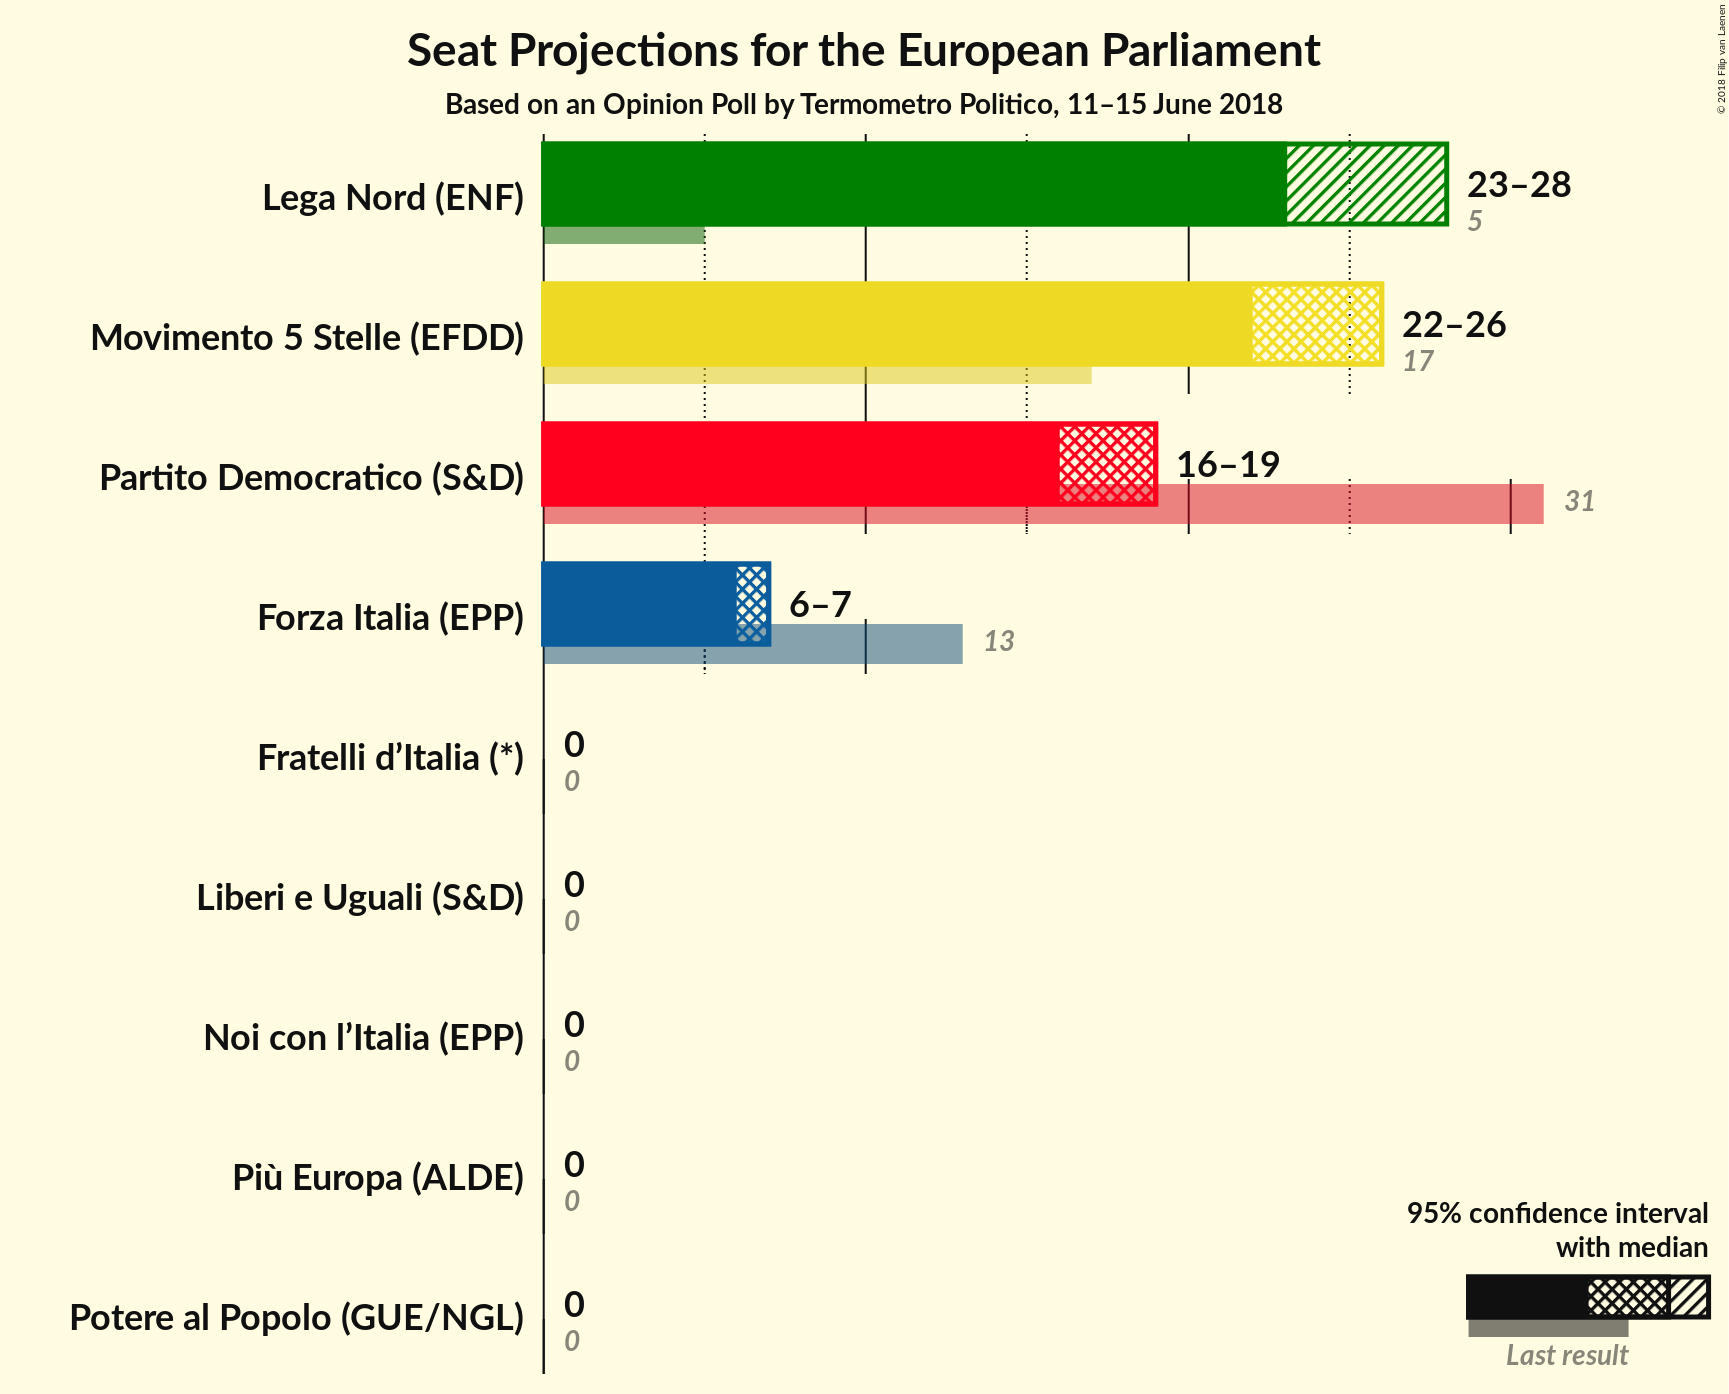 Seat Projections for the European Parliament
Based on an Opinion Poll by Termometro Politico, 11–15 June 2018
© 2018 Filip van Laenen
Lega Nord (ENF)
23–28
5
Movimento 5 Stelle (EFDD)
22–26
17
Partito Democratico (S&D)
16–19
31
Forza Italia (EPP)
6–7
13
Fratelli d’Italia (*)
0
0
Liberi e Uguali (S&D)
0
0
Noi con l’Italia (EPP)
0
0
Più Europa (ALDE)
0
0
Potere al Popolo (GUE/NGL)
0
0
95% confidence interval
with median
Last result